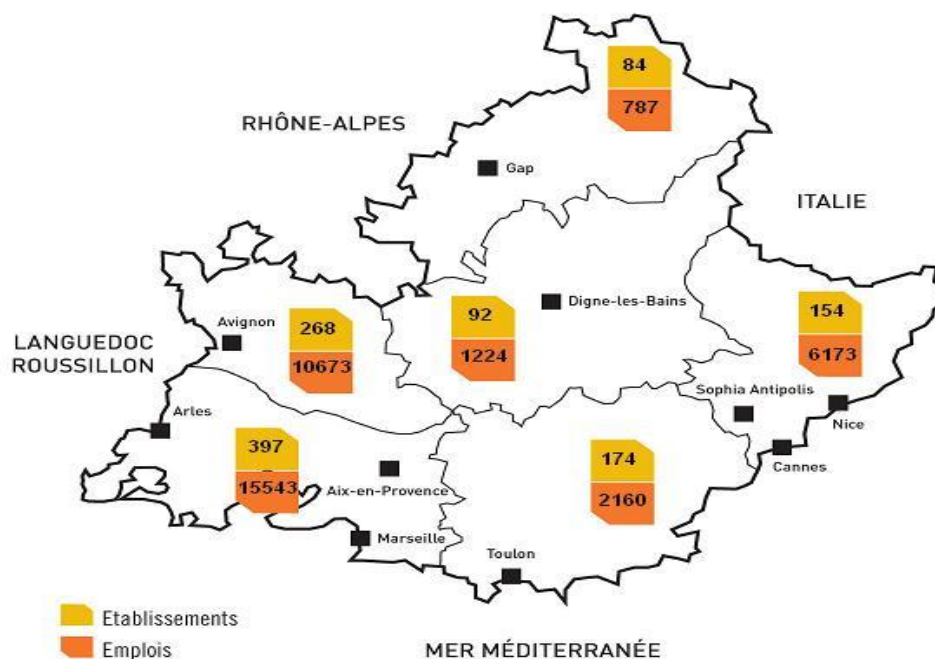 84
787
RHÔNE-ALPES
Gap
ITALIE
Digne-les-Bains
92
1224
154
6173
Avignon
268
10673
LANGUEDOC
ROUSSILLON
Sophia Antipolis
Nice
Cannes
Arles
397
15543
Aix-en-Provence
174
2160
Marseille
Toulon
Etablissements
Emplois
MER MÉDITERRANÉE